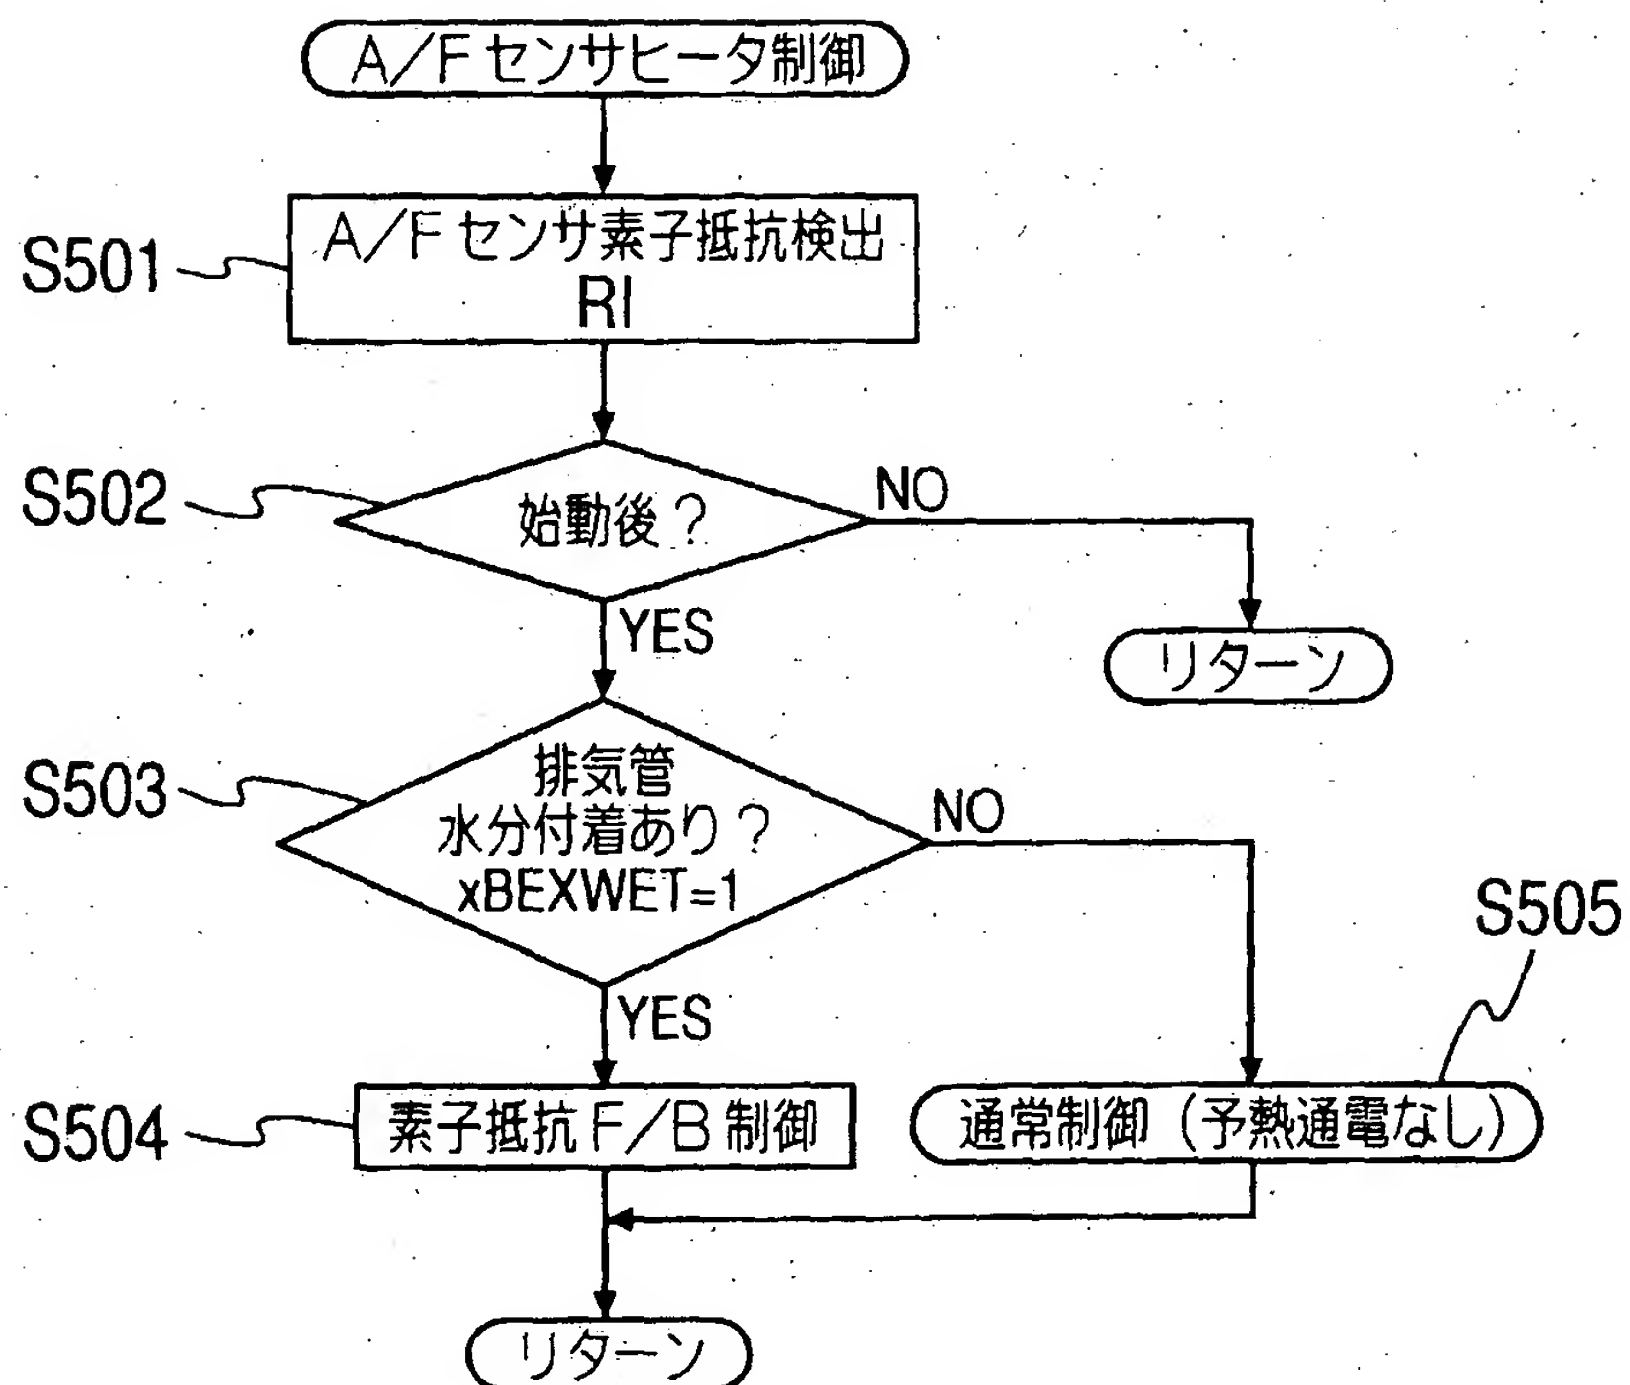 A/Fセンサヒータ制御
S501
A/Fセンサ素子抵抗検出
RI
S502
始動後?
NO
YES
リターン
S503
排気管
水分付着あり?
xBEXWET=1
NO
YES
S505
S504
素子抵抗F/B制御
通常制御(予熱通電なし)
リターン